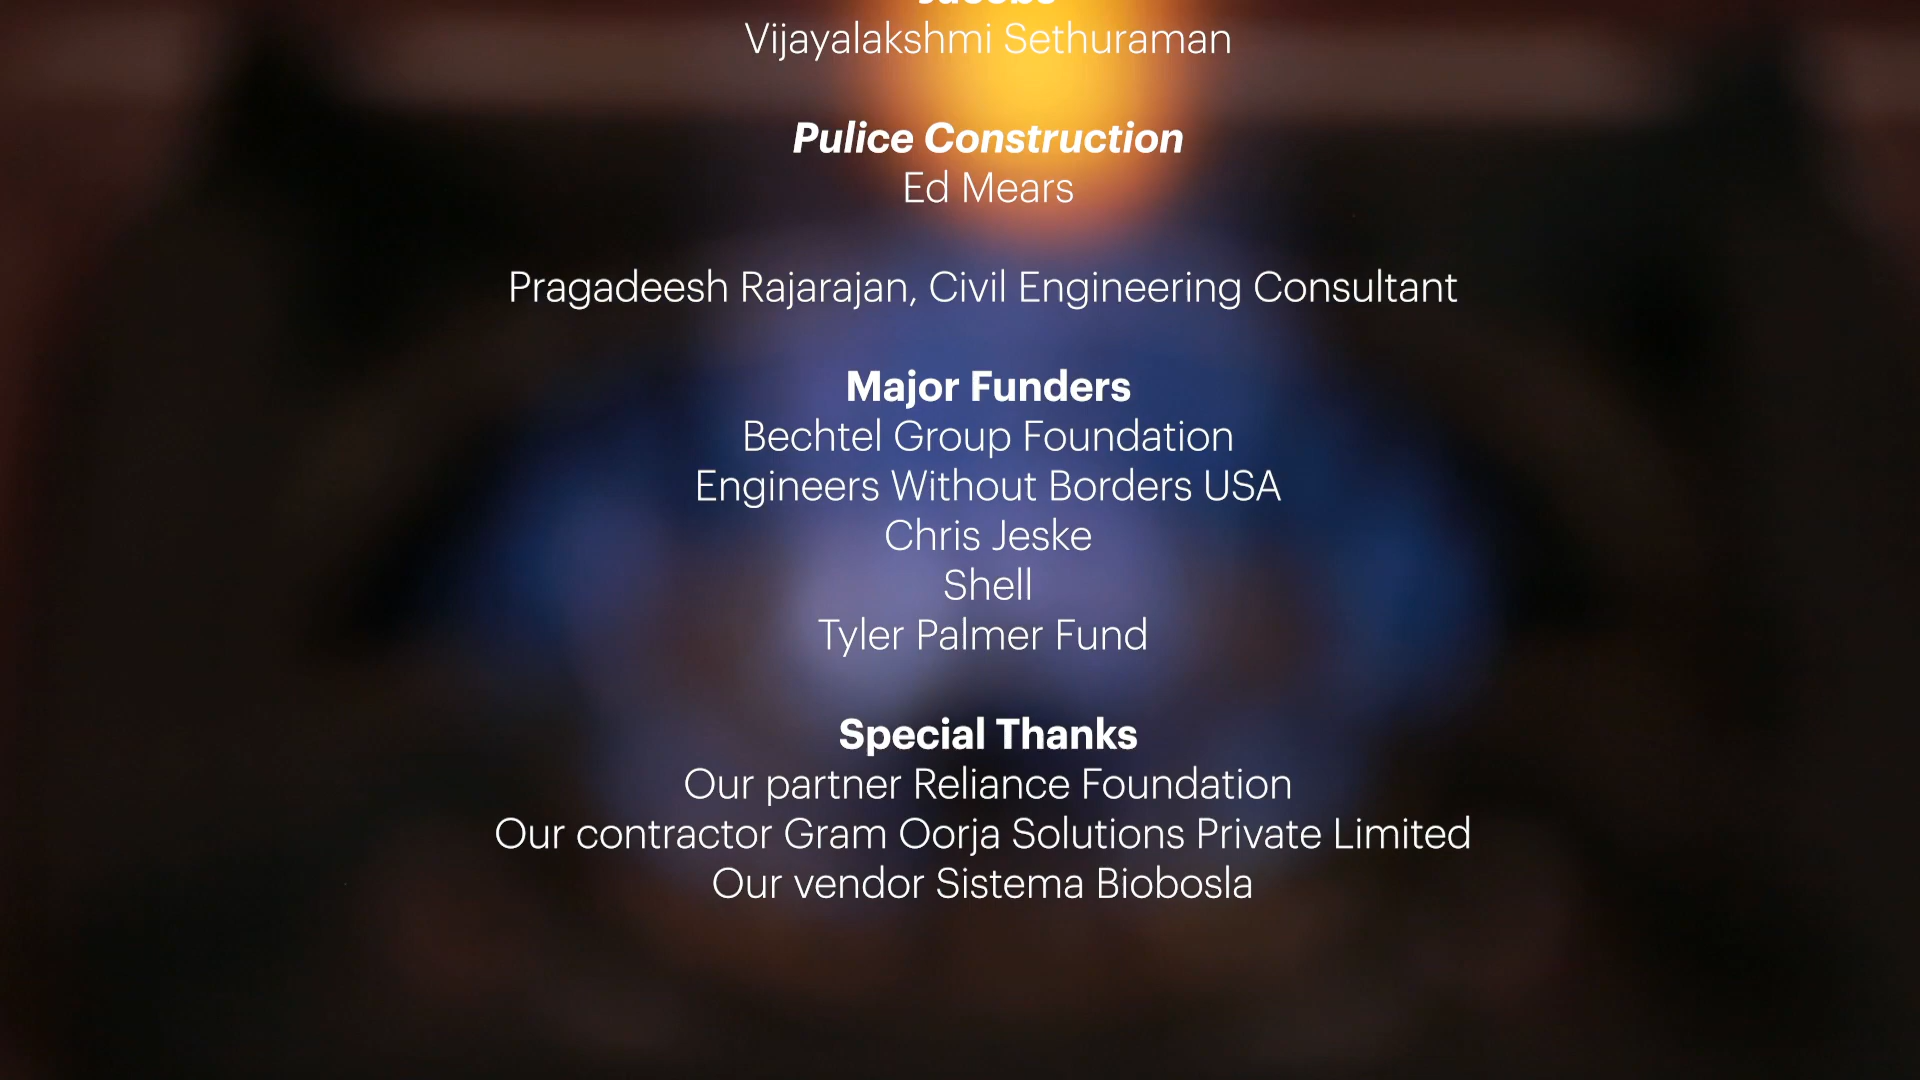 Vijayalakshmi Sethuraman
Pulice Construction
Ed Mears
Pragadeesh Rajarajan, Civil Engineering Consultant
Major Funders
Bechtel Group Foundation
Engineers Without Borders USA
Chris Jeske
Shell
Tyler Palmer Fund
Special Thanks
Our partner Reliance Foundation
Our contractor Gram Oorja Solutions Private Limited
Our vendor Sistema Biobosla